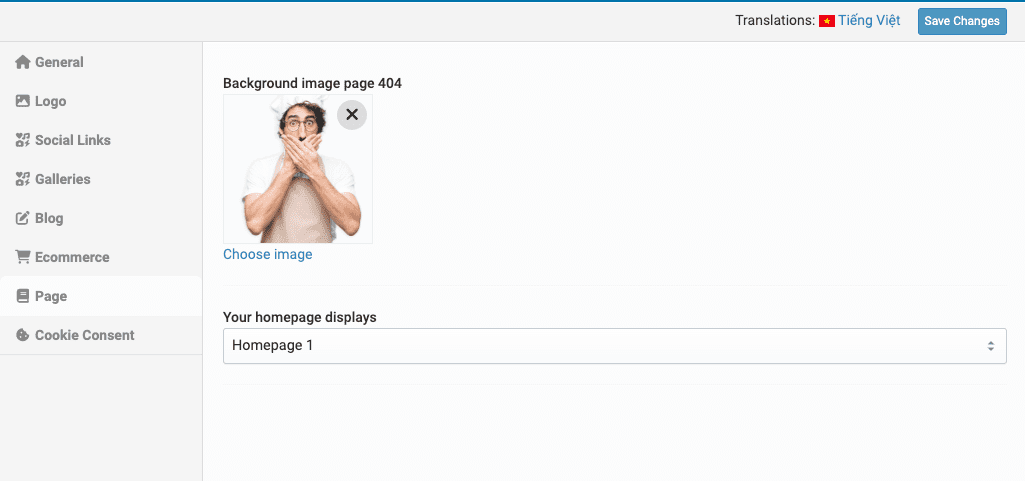 Translations: Tiếng Việt
Save Changes
General
Logo
Social Links
Galleries
Blog
Ecommerce
Page
Cookie Consent
Background image page 404
Choose image
Your homepage displays
Homepage 1